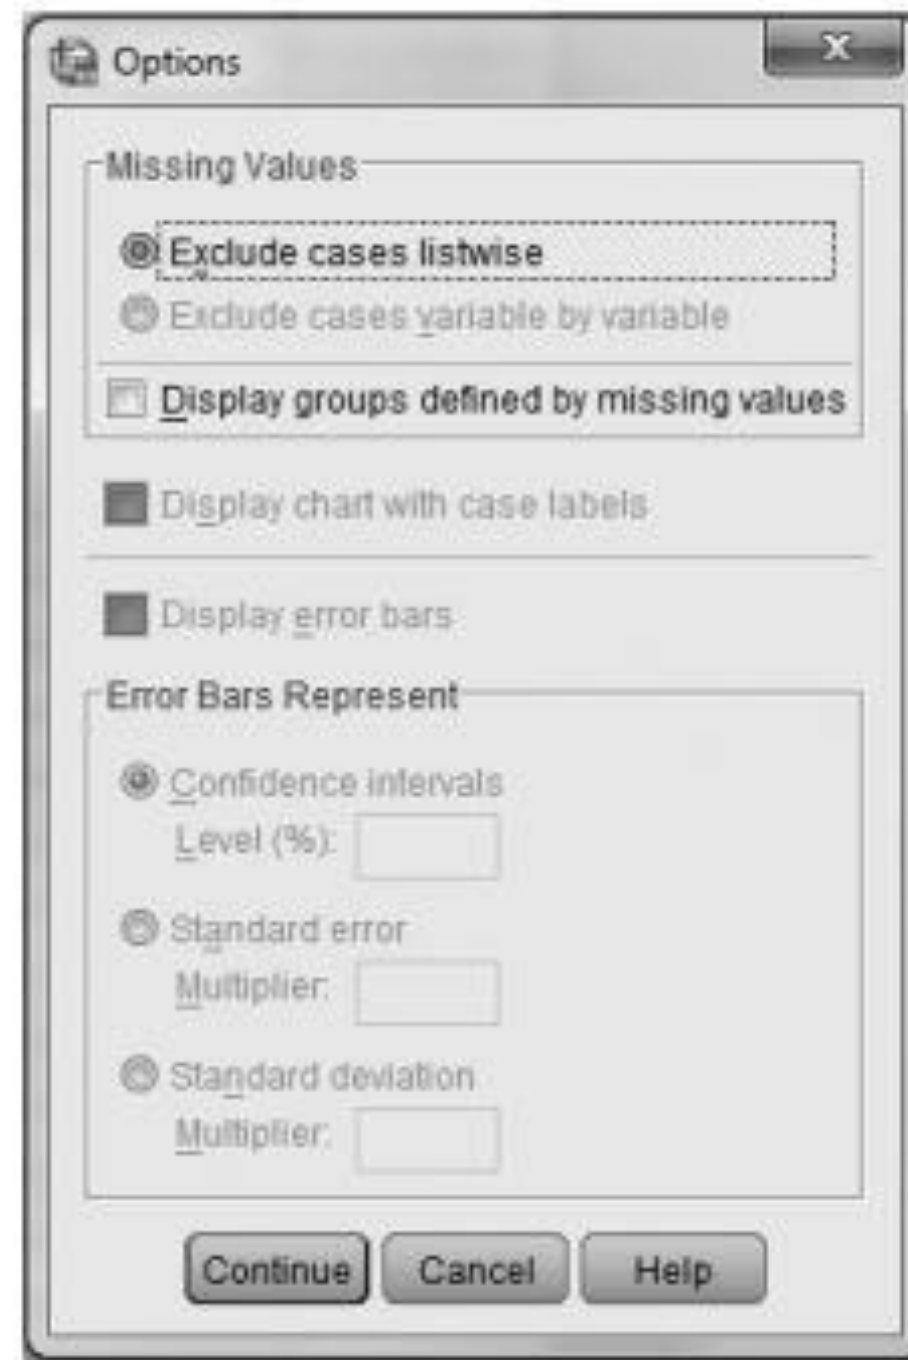 Options
Missing Values
Exclude cases listwise
Exclude cases variable by variable
Display groups defined by missing values
Display chart with case labels
Display error bars
Error Bars Represent
Confidence intervals
Level (%):
Standard error
Multiplier:
Standard deviation
Multiplier:
Continue Cancel Help